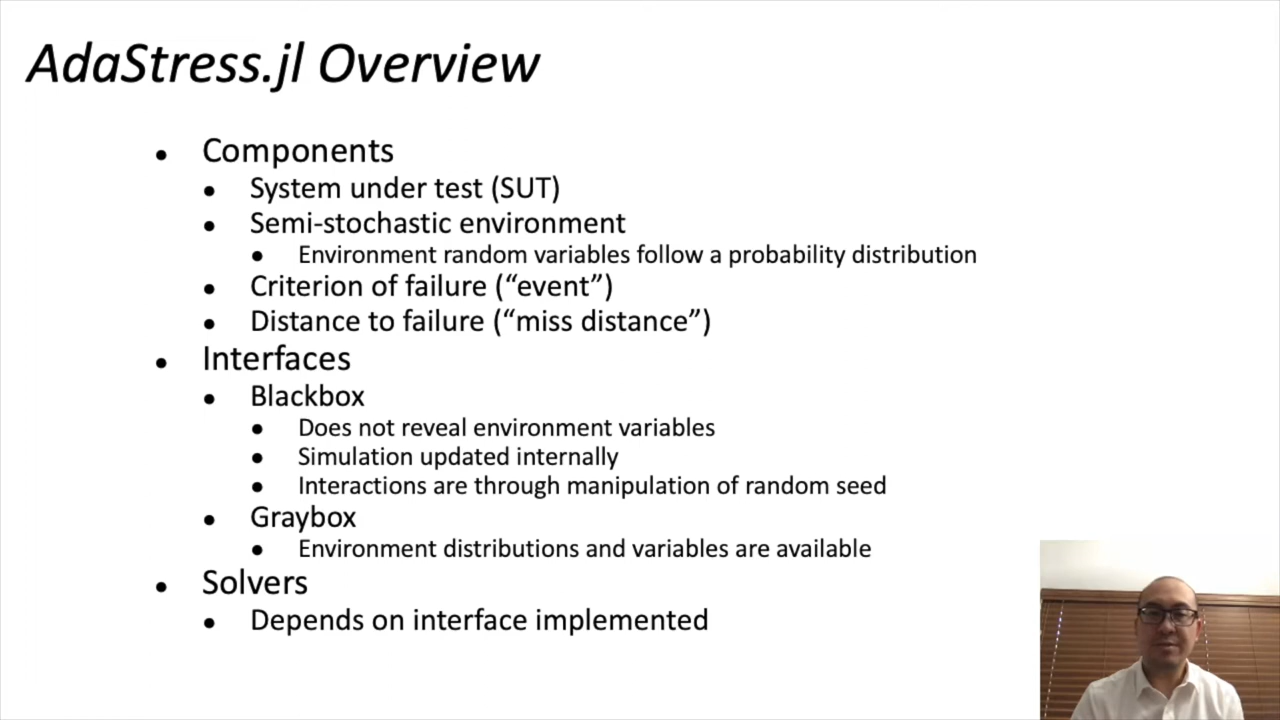 AdaStress.jl Overview
• Components
• System under test (SUT)
• Semi-stochastic environment
• Environment random variables follow a probability distribution
• Criterion of failure (“event”)
• Distance to failure (“miss distance”)
• Interfaces
• Blackbox
• Does not reveal environment variables
• Simulation updated internally
• Interactions are through manipulation of random seed
• Graybox
• Environment distributions and variables are available
• Solvers
• Depends on interface implemented